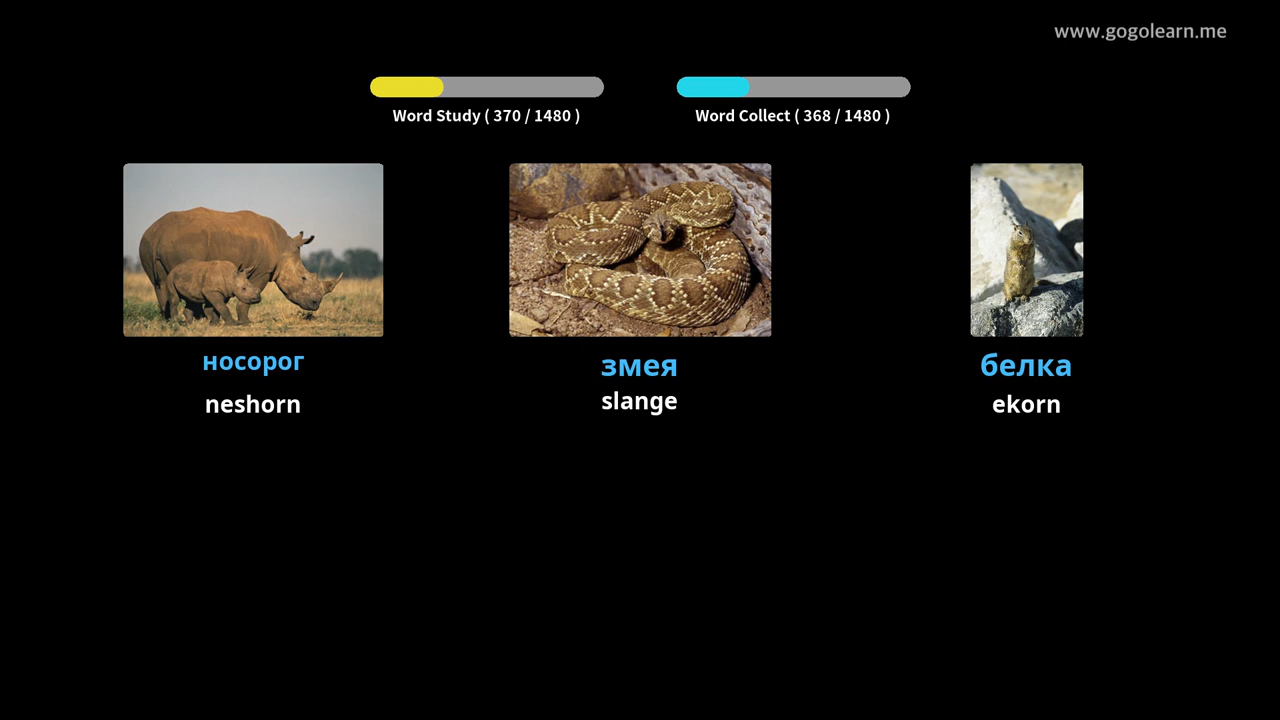 www.gogolearn.me
Word Study ( 370 / 1480 )
Word Collect ( 368 / 1480 )
носорог
змея
белка
neshorn
slange
ekorn